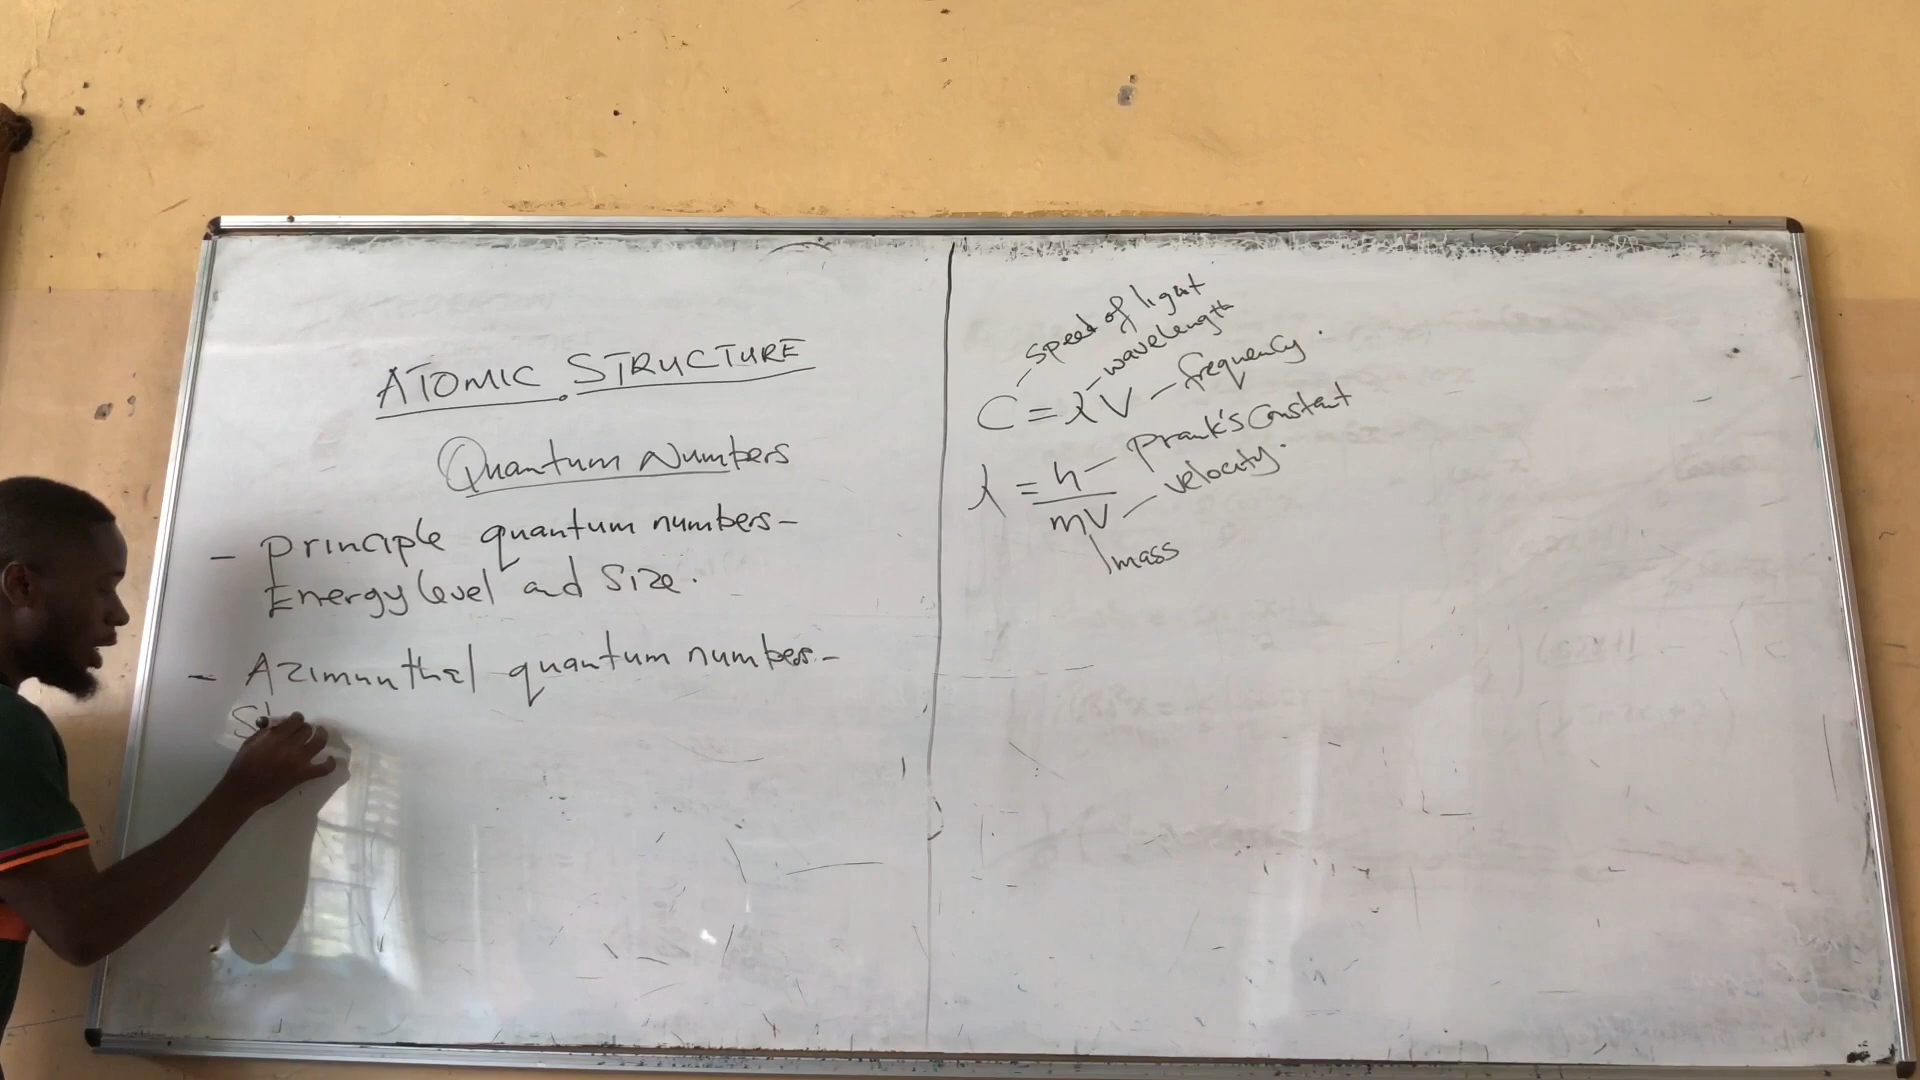 ATOMIC STRUCTURE
Quantum Numbers
- Principle quantum numbers -
Energy level and Size.
- Azimunthal quantum numbers -
speed of light
wavelength
C = λV - frequency.
Prank's Constant
λ = h
mV
velocity.
mass